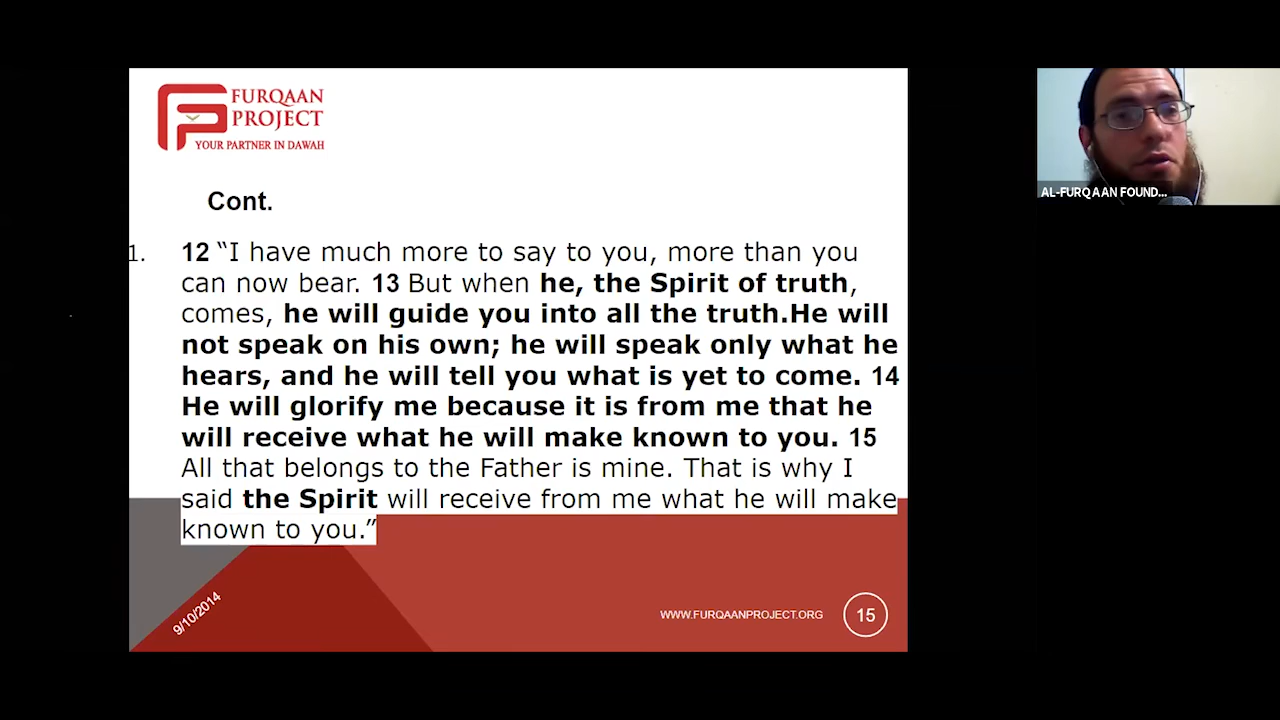 FURQAAN
PROJECT
YOUR PARTNER IN DAWAH
AL-FURQAAN FOUND...
Cont.
1. 12 “I have much more to say to you, more than you
can now bear. 13 But when he, the Spirit of truth,
comes, he will guide you into all the truth.He will
not speak on his own; he will speak only what he
hears, and he will tell you what is yet to come. 14
He will glorify me because it is from me that he
will receive what he will make known to you. 15
All that belongs to the Father is mine. That is why I
said the Spirit will receive from me what he will make
known to you.”
9/10/2014
WWW.FURQAANPROJECT.ORG
15